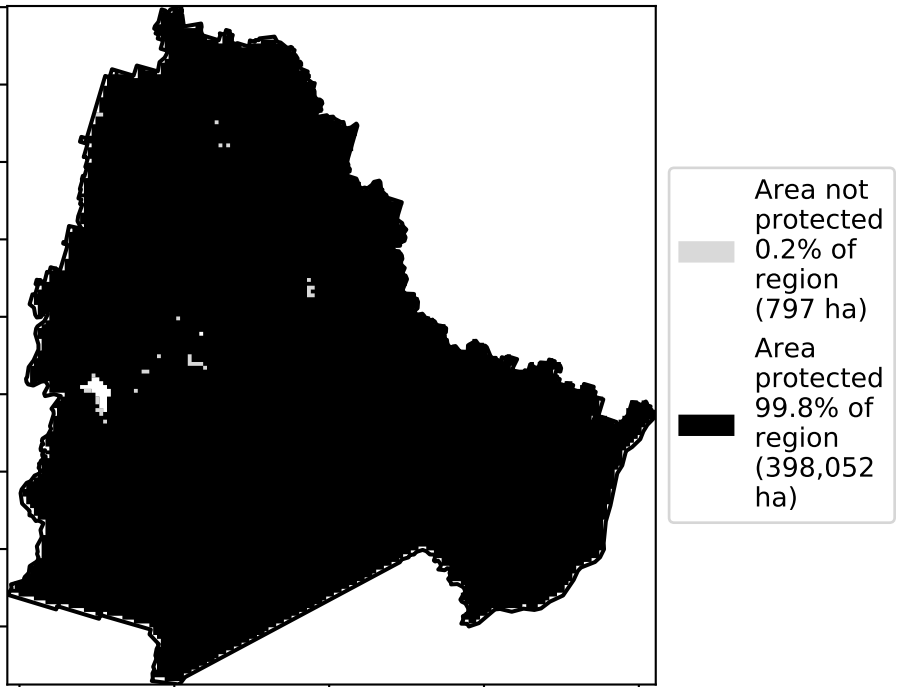 Area not
protected
0.2% of
region
(797 ha)
Area
protected
99.8% of
region
(398,052
ha)